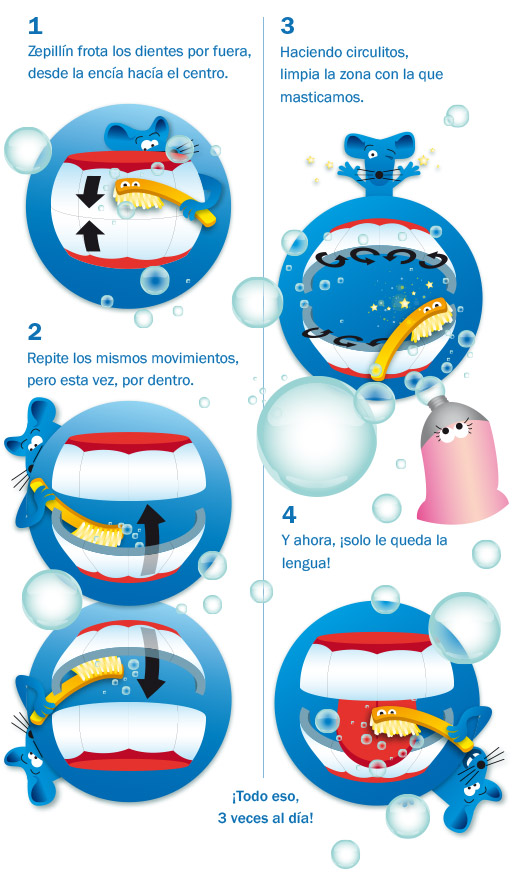 1
Zepillín frota los dientes por fuera,
desde la encía hacía el centro.
2
Repite los mismos movimientos,
pero esta vez, por dentro.
3
Haciendo circulitos,
limpia la zona con la que
masticamos.
4
Y ahora, ¡solo le queda la
lengua!
¡Todo eso,
3 veces al día!